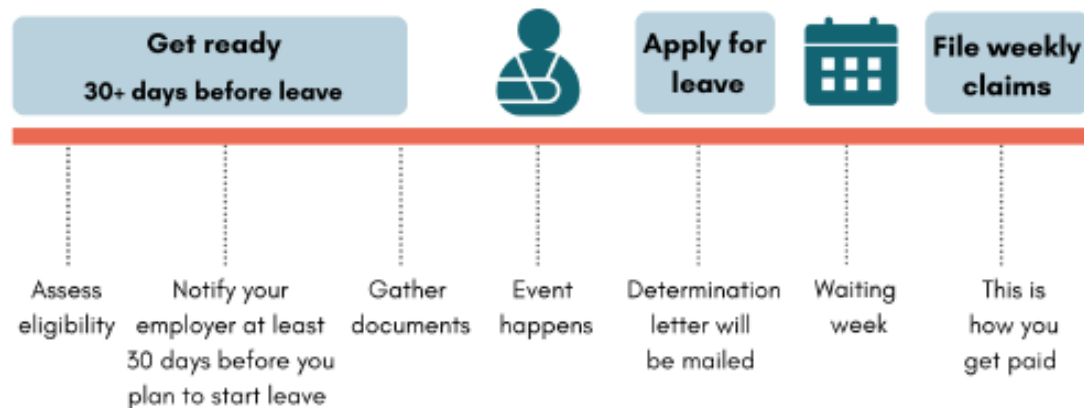 Get ready
30+ days before leave
Apply for
leave
File weekly
claims
Assess
eligibility
Notify your
employer at least
30 days before you
plan to start leave
Gather
documents
Event
happens
Determination
letter will
be mailed
Waiting
week
This is
how you
get paid